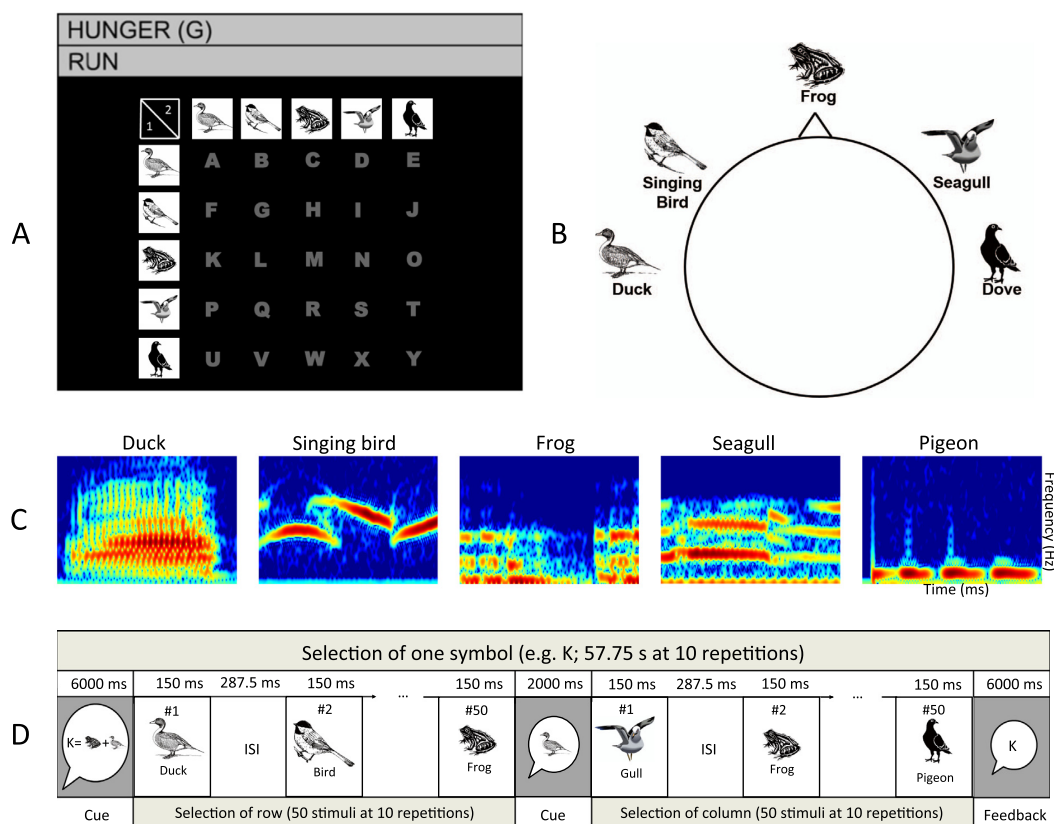 A
HUNGER (G)
RUN
1 2
A B C D E
F G H I J
K L M N O
P Q R S T
U V W X Y
B
Frog
Singing
Bird
Seagull
Duck
Dove
C
Duck
Singing bird
Frog
Seagull
Pigeon
Frequency (Hz)
Time (ms)
D
Selection of one symbol (e.g. K; 57.75 s at 10 repetitions)
6000 ms 150 ms 287.5 ms 150 ms ... 150 ms 2000 ms 150 ms 287.5 ms 150 ms ... 150 ms 6000 ms
#1 #2 #50 #1 #2 #50
K= + ISI ISI K
Duck Bird Frog Gull Frog Pigeon
Cue Selection of row (50 stimuli at 10 repetitions) Cue Selection of column (50 stimuli at 10 repetitions) Feedback